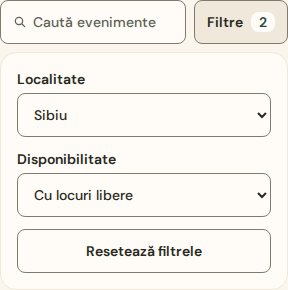 Caută evenimente
Filtre 2
Localitate
Sibiu
Disponibilitate
Cu locuri libere
Resetează filtrele